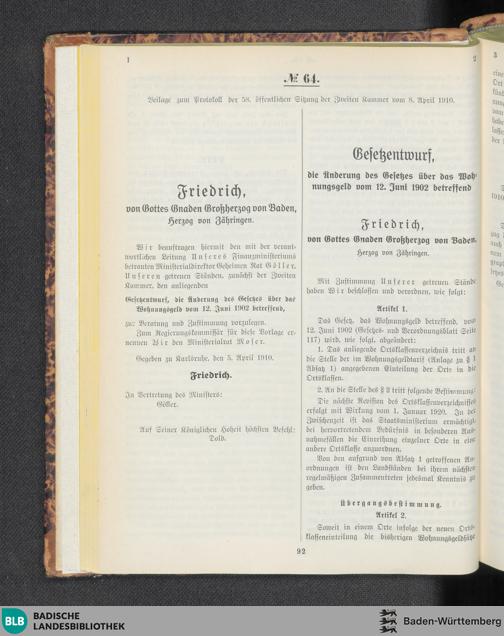 1
2
№ 64.
Beilage zum Protokoll der 58. öffentlichen Sitzung der Zweiten Kammer vom 8. April 1910.
Friedrich,
von Gottes Gnaden Großherzog von Baden,
Herzog von Zähringen.
Wir beauftragen hiermit den mit der verant-
wortlichen Leitung Unseres Finanzministeriums
betrauten Ministerialdirektor Geheimen Rat Göller,
Unseren getreuen Ständen, zunächst der Zweiten
Kammer, den anliegenden
Gesetzentwurf, die Änderung des Gesetzes über das
Wohnungsgeld vom 12. Juni 1902 betreffend,
zur Beratung und Zustimmung vorzulegen.
Zum Regierungskommissär für diese Vorlage er-
nennen Wir den Ministerialrat Moser.
Gegeben zu Karlsruhe, den 5. April 1910.
Friedrich.
In Vertretung des Ministers:
Göller.
Auf Seiner Königlichen Hoheit höchsten Befehl:
Dold.
Gesetzentwurf,
die Änderung des Gesetzes über das Woh-
nungsgeld vom 12. Juni 1902 betreffend
Friedrich,
von Gottes Gnaden Großherzog von Baden,
Herzog von Zähringen.
Mit Zustimmung Unserer getreuen Stände
haben Wir beschlossen und verordnen, wie folgt:
Artikel 1.
Das Gesetz, das Wohnungsgeld betreffend, vom
12. Juni 1902 (Gesetzes- und Verordnungsblatt Seite
117) wird, wie folgt, abgeändert:
1. Das anliegende Ortsklassenverzeichnis tritt an
die Stelle der im Wohnungsgeldtarif (Anlage zu § 1
Absatz 1) angegebenen Einteilung der Orte in die
Ortsklassen.
2. An die Stelle des § 2 tritt folgende Bestimmung:
Die nächste Revision des Ortsklassenverzeichnisses
erfolgt mit Wirkung vom 1. Januar 1920. In der
Zwischenzeit ist das Staatsministerium ermächtigt,
bei hervortretendem Bedürfnis in besonderen Aus-
nahmefällen die Einreihung einzelner Orte in eine
andere Ortsklasse anzuordnen.
Von den aufgrund von Absatz 1 getroffenen An-
ordnungen ist den Landständen bei ihrem nächsten
regelmäßigen Zusammentreten jedesmal Kenntnis zu
geben.
Übergangsbestimmung.
Artikel 2.
Soweit in einem Orte infolge der neuen Orts-
klasseneinteilung die bisherigen Wohnungsgeldsätze
92
3
BLB
BADISCHE
LANDESBIBLIOTHEK
Baden-Württemberg